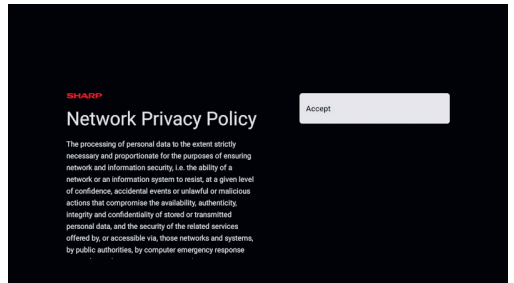 SHARP
Network Privacy Policy
The processing of personal data to the extent strictly
necessary and proportionate for the purposes of ensuring
network and information security, i.e. the ability of a
network or an information system to resist, at a given level
of confidence, accidental events or unlawful or malicious
actions that compromise the availability, authenticity,
integrity and confidentiality of stored or transmitted
personal data, and the security of the related services
offered by, or accessible via, those networks and systems,
by public authorities, by computer emergency response
Accept